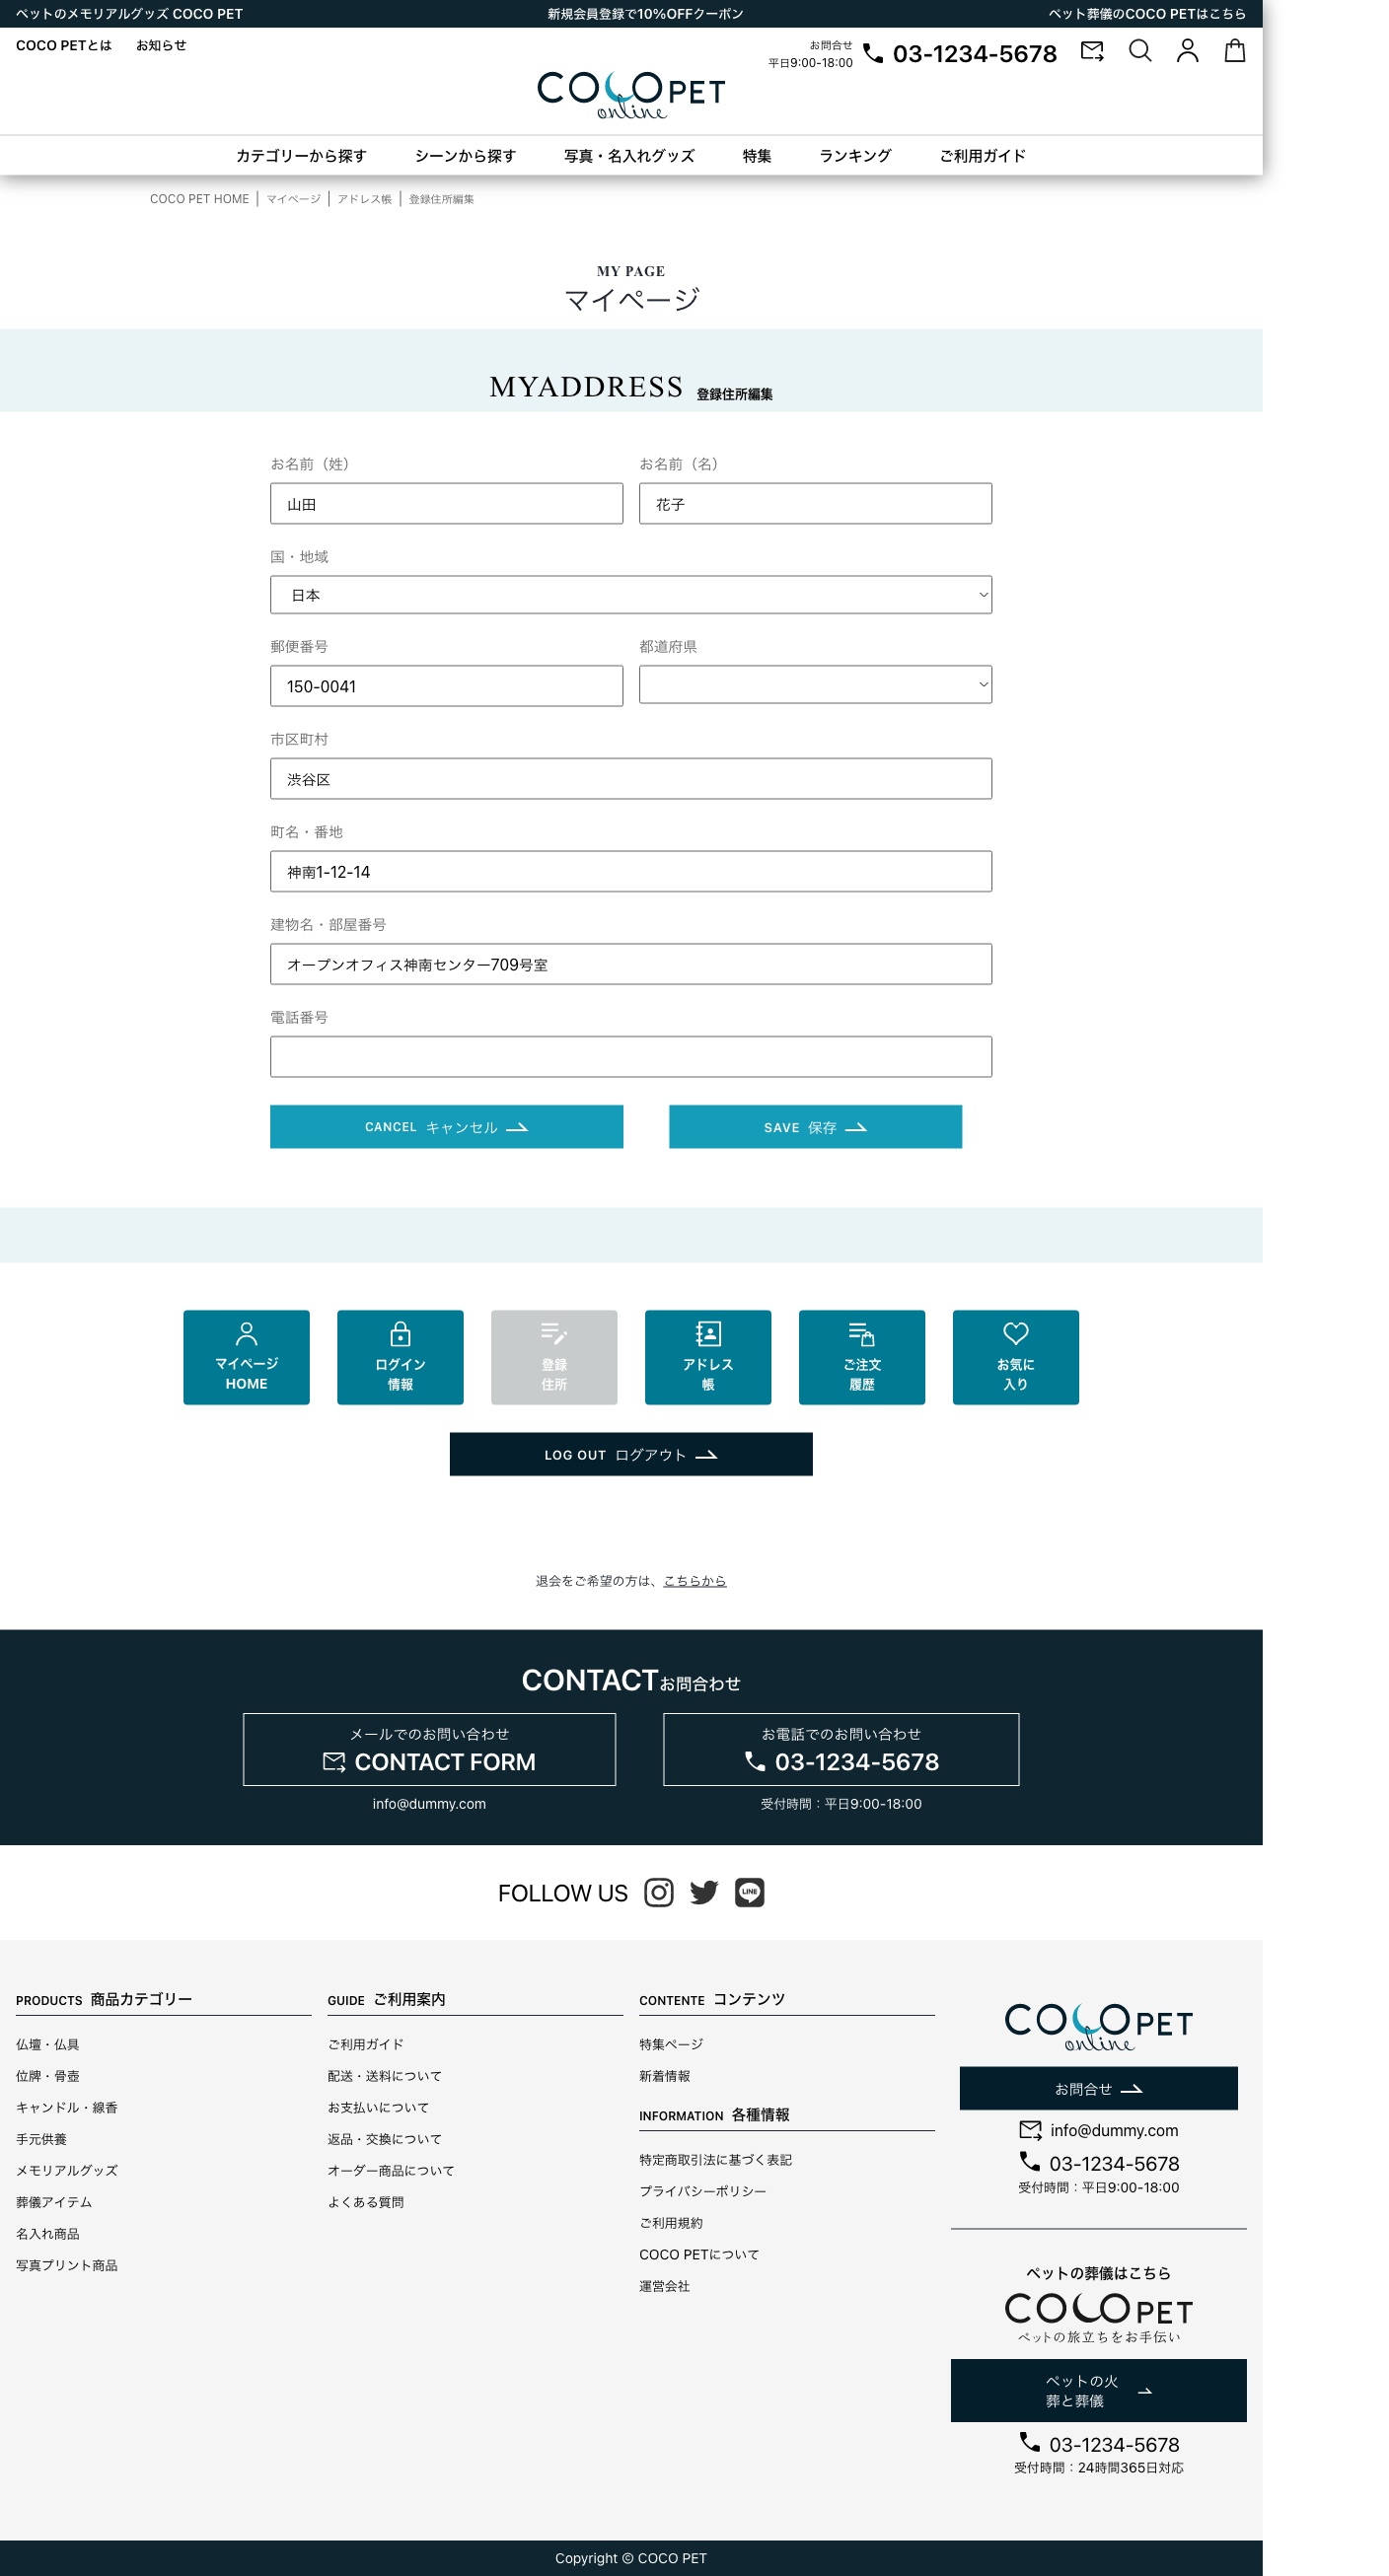 ペットのメモリアルグッズ COCO PET
新規会員登録で10%OFFクーポン
ペット葬儀のCOCO PETはこちら
COCO PETとは
お知らせ
お問合せ
平日9:00-18:00
03-1234-5678
COCO PET
online
カテゴリーから探す
シーンから探す
写真・名入れグッズ
特集
ランキング
ご利用ガイド
COCO PET HOME | マイページ | アドレス帳 | 登録住所編集
MY PAGE
マイページ
MYADDRESS 登録住所編集
お名前（姓）
お名前（名）
山田
花子
国・地域
日本
郵便番号
都道府県
150-0041
市区町村
渋谷区
町名・番地
神南1-12-14
建物名・部屋番号
オープンオフィス神南センター709号室
電話番号
CANCEL キャンセル
SAVE 保存
マイページ
HOME
ログイン
情報
登録
住所
アドレス
帳
ご注文
履歴
お気に
入り
LOG OUT ログアウト
退会をご希望の方は、こちらから
CONTACTお問合わせ
メールでのお問い合わせ
CONTACT FORM
info@dummy.com
お電話でのお問い合わせ
03-1234-5678
受付時間：平日9:00-18:00
FOLLOW US
LINE
PRODUCTS 商品カテゴリー
仏壇・仏具
位牌・骨壺
キャンドル・線香
手元供養
メモリアルグッズ
葬儀アイテム
名入れ商品
写真プリント商品
GUIDE ご利用案内
ご利用ガイド
配送・送料について
お支払いについて
返品・交換について
オーダー商品について
よくある質問
CONTENTE コンテンツ
特集ページ
新着情報
INFORMATION 各種情報
特定商取引法に基づく表記
プライバシーポリシー
ご利用規約
COCO PETについて
運営会社
COCO PET
online
お問合せ
info@dummy.com
03-1234-5678
受付時間：平日9:00-18:00
ペットの葬儀はこちら
COCO PET
ペットの旅立ちをお手伝い
ペットの火
葬と葬儀
03-1234-5678
受付時間：24時間365日対応
Copyright © COCO PET